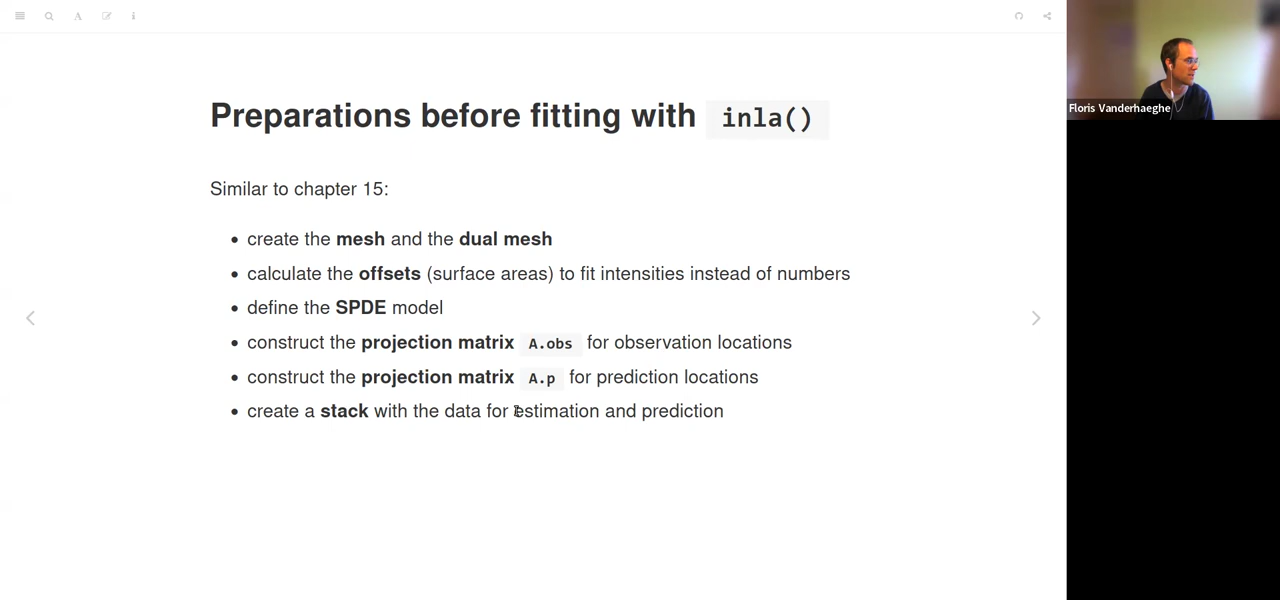 Preparations before fitting with inla()
Floris Vanderhaeghe
Similar to chapter 15:
create the mesh and the dual mesh
calculate the offsets (surface areas) to fit intensities instead of numbers
define the SPDE model
construct the projection matrix A.obs for observation locations
construct the projection matrix A.p for prediction locations
create a stack with the data for estimation and prediction